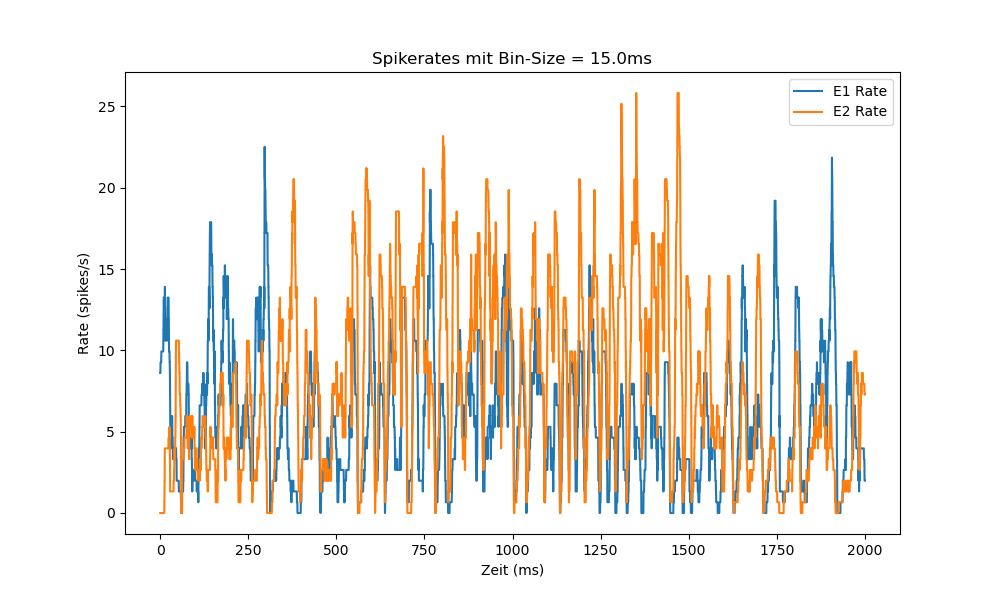 Spikerates mit Bin-Size = 15.0ms
E1 Rate
E2 Rate
25
20
15
10
5
0
Rate (spikes/s)
0 250 500 750 1000 1250 1500 1750 2000
Zeit (ms)